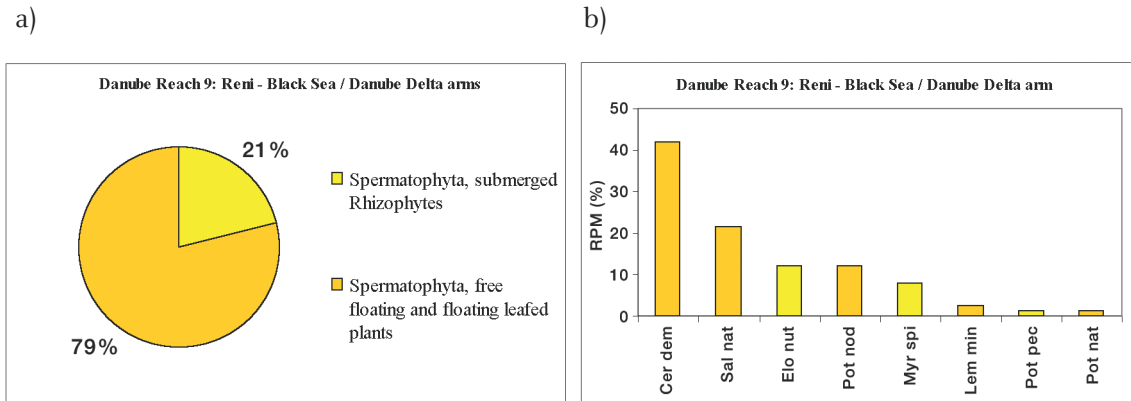 a)
Danube Reach 9: Reni - Black Sea / Danube Delta arms
21%
79%
Spermatophyta, submerged
Rhizophytes
Spermatophyta, free
floating and floating leafed
plants
b)
Danube Reach 9: Reni - Black Sea / Danube Delta arm
RPM (%)
50
40
30
20
10
0
Cer dem
Sal nat
Elo nut
Pot nod
Myr spi
Lem min
Pot pec
Pot nat